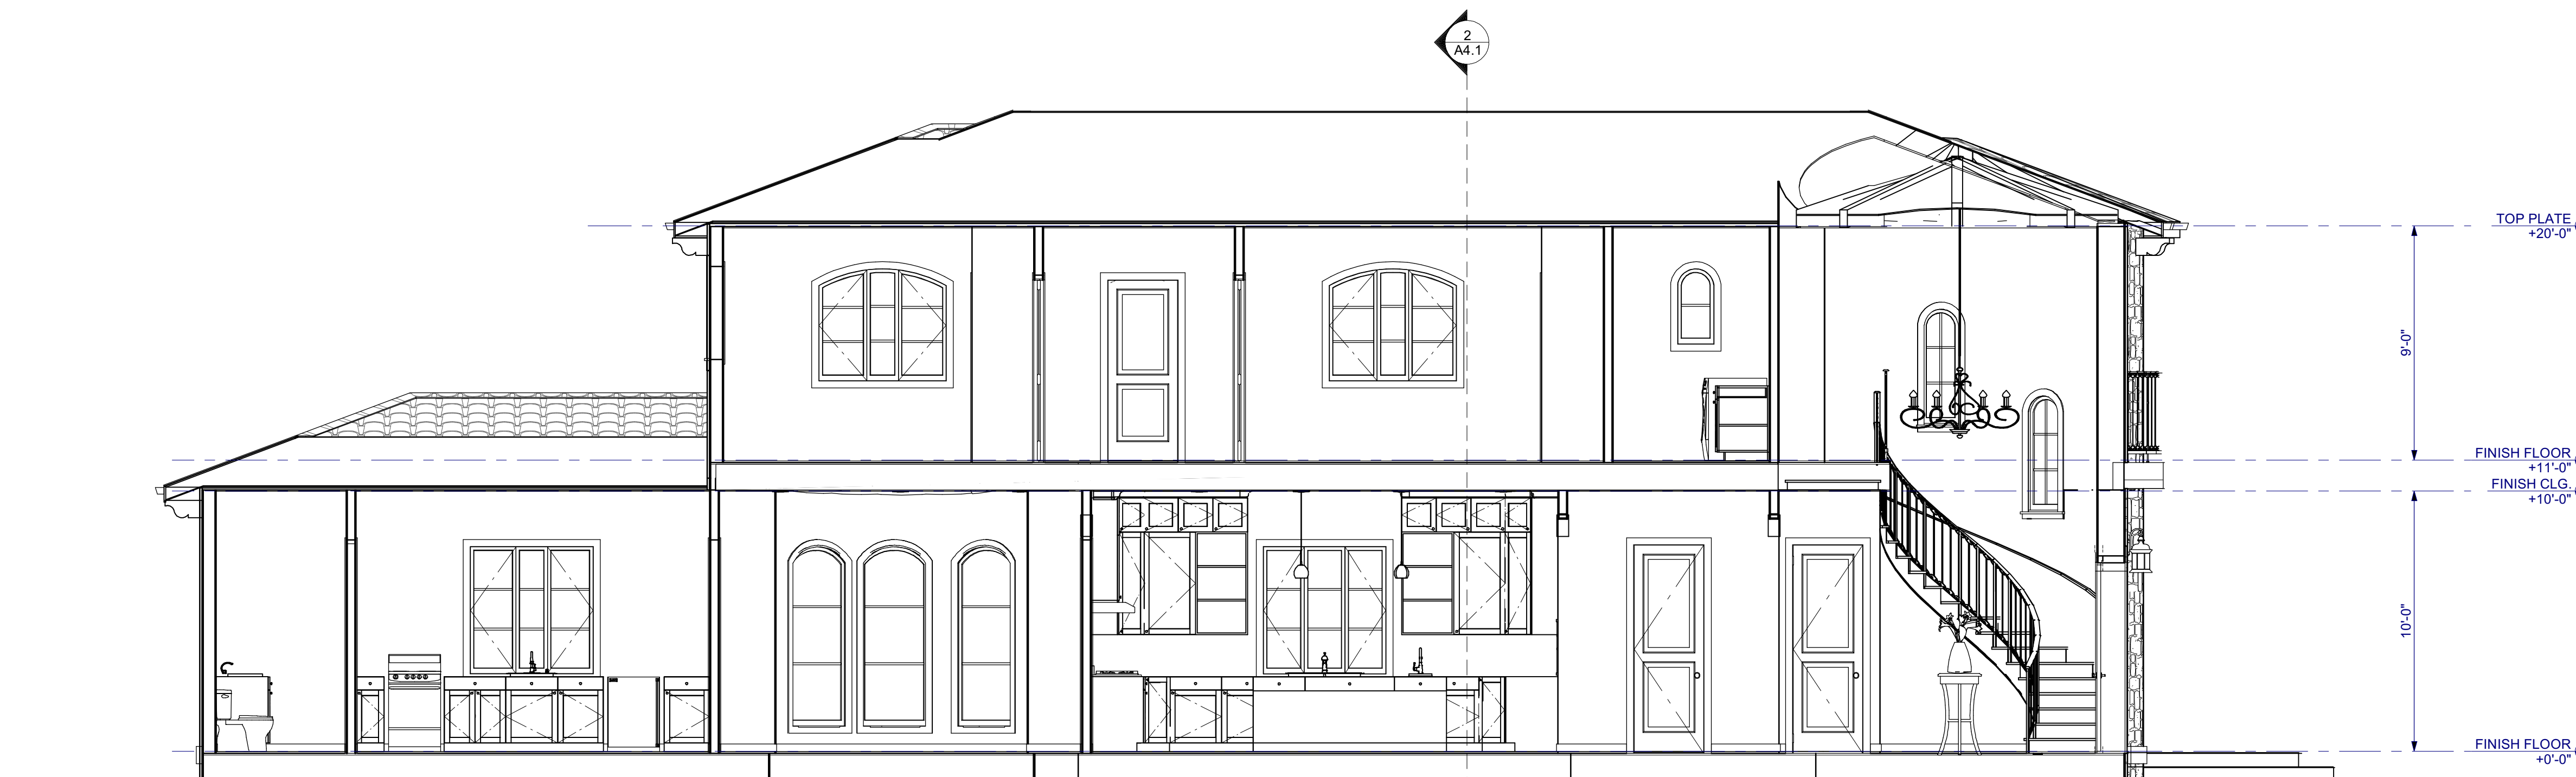 2
A4.1
TOP PLATE
+20'-0"
9'-0"
FINISH FLOOR
+11'-0"
FINISH CLG.
+10'-0"
10'-0"
FINISH FLOOR
+0'-0"